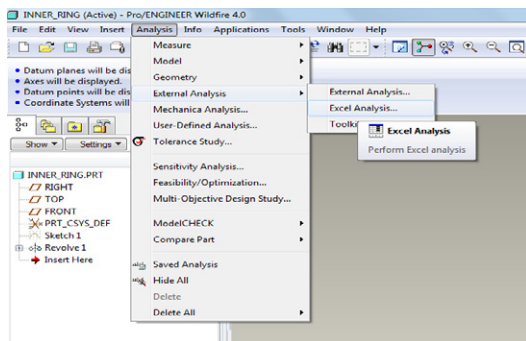 INNER_RING (Active) - Pro/ENGINEER Wildfire 4.0
File Edit View Insert Analysis Info Applications Tools Window Help
• Datum planes will be dis
• Axes will be displayed.
• Datum points will be dis
• Coordinate Systems will
Show Settings
INNER_RING.PRT
RIGHT
TOP
FRONT
PRT_CSYS_DEF
Sketch 1
Revolve 1
Insert Here
Measure
Model
Geometry
External Analysis
Mechanica Analysis...
User-Defined Analysis...
Tolerance Study...
Sensitivity Analysis...
Feasibility/Optimization...
Multi-Objective Design Study...
ModelCHECK
Compare Part
Saved Analysis
Hide All
Delete
Delete All
External Analysis...
Excel Analysis...
Toolki
Excel Analysis
Perform Excel analysis